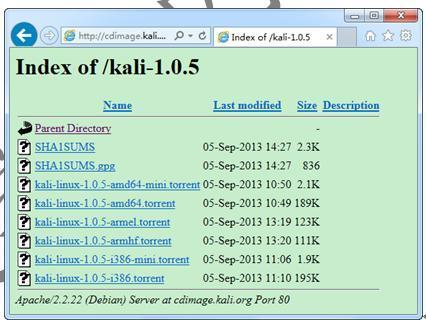 http://cdimage.kali....
Index of /kali-1.0.5
Index of /kali-1.0.5
Name Last modified Size Description
Parent Directory -
SHA1SUMS 05-Sep-2013 14:27 2.3K
SHA1SUMS.gpg 05-Sep-2013 14:27 836
kali-linux-1.0.5-amd64-mini.torrent 05-Sep-2013 10:50 2.1K
kali-linux-1.0.5-amd64.torrent 05-Sep-2013 10:49 189K
kali-linux-1.0.5-armel.torrent 05-Sep-2013 13:19 123K
kali-linux-1.0.5-armhf.torrent 05-Sep-2013 13:20 111K
kali-linux-1.0.5-i386-mini.torrent 05-Sep-2013 11:06 1.9K
kali-linux-1.0.5-i386.torrent 05-Sep-2013 11:10 195K
Apache/2.2.22 (Debian) Server at cdimage.kali.org Port 80